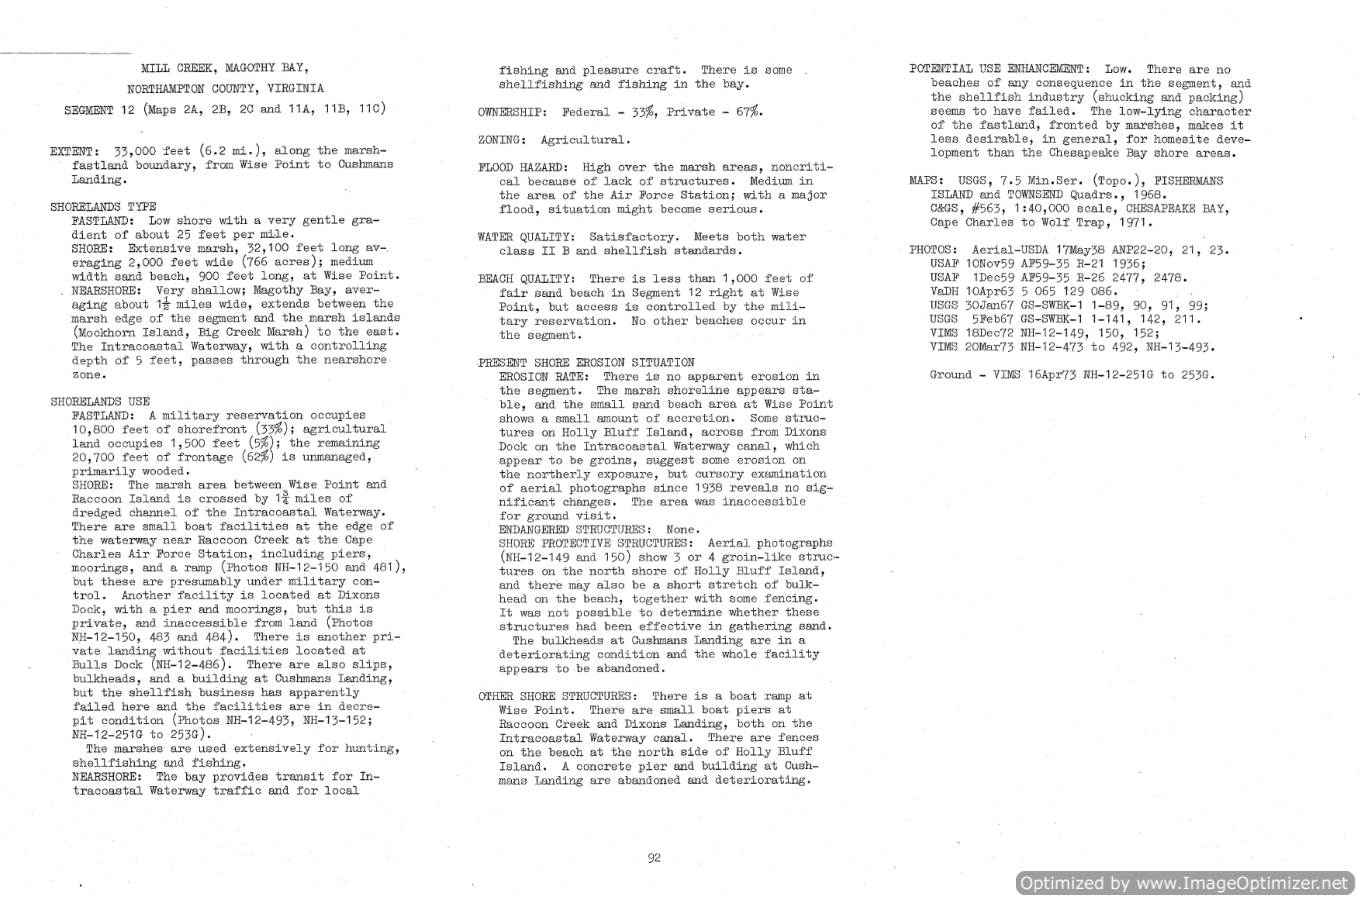 MILL CREEK, MAGOTHY BAY,
NORTHAMPTON COUNTY, VIRGINIA
SEGMENT 12 (Maps 2A, 2B, 2C and 11A, 11B, 11C)
EXTENT: 33,000 feet (6.2 mi.), along the marsh-
fastland boundary, from Wise Point to Cushmans
Landing.
SHORELANDS TYPE
FASTLAND: Low shore with a very gentle gra-
dient of about 25 feet per mile.
SHORE: Extensive marsh, 32,100 feet long av-
eraging 2,000 feet wide (766 acres); medium
width sand beach, 900 feet long, at Wise Point.
NEARSHORE: Very shallow; Magothy Bay, aver-
aging about 1½ miles wide, extends between the
marsh edge of the segment and the marsh islands
(Mockhorn Island, Big Creek Marsh) to the east.
The Intracoastal Waterway, with a controlling
depth of 5 feet, passes through the nearshore
zone.
SHORELANDS USE
FASTLAND: A military reservation occupies
10,800 feet of shorefront (33%); agricultural
land occupies 1,500 feet (5%); the remaining
20,700 feet of frontage (62%) is unmanaged,
primarily wooded.
SHORE: The marsh area between Wise Point and
Raccoon Island is crossed by 1¾ miles of
dredged channel of the Intracoastal Waterway.
There are small boat facilities at the edge of
the waterway near Raccoon Creek at the Cape
Charles Air Force Station, including piers,
moorings, and a ramp (Photos NH-12-150 and 481),
but these are presumably under military con-
trol. Another facility is located at Dixons
Dock, with a pier and moorings, but this is
private, and inaccessible from land (Photos
NH-12-150, 483 and 484). There is another pri-
vate landing without facilities located at
Bulls Dock (NH-12-486). There are also slips,
bulkheads, and a building at Cushmans Landing,
but the shellfish business has apparently
failed here and the facilities are in decre-
pit condition (Photos NH-12-493, NH-13-152;
NH-12-251G to 253G).
The marshes are used extensively for hunting,
shellfishing and fishing.
NEARSHORE: The bay provides transit for In-
tracoastal Waterway traffic and for local
fishing and pleasure craft. There is some
shellfishing and fishing in the bay.
OWNERSHIP: Federal - 33%, Private - 67%.
ZONING: Agricultural.
FLOOD HAZARD: High over the marsh areas, noncriti-
cal because of lack of structures. Medium in
the area of the Air Force Station; with a major
flood, situation might become serious.
WATER QUALITY: Satisfactory. Meets both water
class II B and shellfish standards.
BEACH QUALITY: There is less than 1,000 feet of
fair sand beach in Segment 12 right at Wise
Point, but access is controlled by the mili-
tary reservation. No other beaches occur in
the segment.
PRESENT SHORE EROSION SITUATION
EROSION RATE: There is no apparent erosion in
the segment. The marsh shoreline appears sta-
ble, and the small sand beach area at Wise Point
shows a small amount of accretion. Some struc-
tures on Holly Bluff Island, across from Dixons
Dock on the Intracoastal Waterway canal, which
appear to be groins, suggest some erosion on
the northerly exposure, but cursory examination
of aerial photographs since 1938 reveals no sig-
nificant changes. The area was inaccessible
for ground visit.
ENDANGERED STRUCTURES: None.
SHORE PROTECTIVE STRUCTURES: Aerial photographs
(NH-12-149 and 150) show 3 or 4 groin-like struc-
tures on the north shore of Holly Bluff Island,
and there may also be a short stretch of bulk-
head on the beach, together with some fencing.
It was not possible to determine whether these
structures had been effective in gathering sand.
The bulkheads at Cushmans Landing are in a
deteriorating condition and the whole facility
appears to be abandoned.
OTHER SHORE STRUCTURES: There is a boat ramp at
Wise Point. There are small boat piers at
Raccoon Creek and Dixons Landing, both on the
Intracoastal Waterway canal. There are fences
on the beach at the north side of Holly Bluff
Island. A concrete pier and building at Cush-
mans Landing are abandoned and deteriorating.
POTENTIAL USE ENHANCEMENT: Low. There are no
beaches of any consequence in the segment, and
the shellfish industry (shucking and packing)
seems to have failed. The low-lying character
of the fastland, fronted by marshes, makes it
less desirable, in general, for homesite deve-
lopment than the Chesapeake Bay shore areas.
MAPS: USGS, 7.5 Min.Ser. (Topo.), FISHERMANS
ISLAND and TOWNSEND Quadrs., 1968.
C&GS, #563, 1:40,000 scale, CHESAPEAKE BAY,
Cape Charles to Wolf Trap, 1971.
PHOTOS: Aerial-USDA 17May38 ANP22-20, 21, 23.
USAF 10Nov59 AF59-35 R-21 1936;
USAF 1Dec59 AF59-35 R-26 2477, 2478.
VaDH 10Apr63 5 065 129 086.
USGS 30Jan67 GS-SWBK-1 1-89, 90, 91, 99;
USGS 5Feb67 GS-SWBK-1 1-141, 142, 211.
VIMS 18Dec72 NH-12-149, 150, 152;
VIMS 20Mar73 NH-12-473 to 492, NH-13-493.
Ground - VIMS 16Apr73 NH-12-251G to 253G.
92
Optimized by www.ImageOptimizer.net